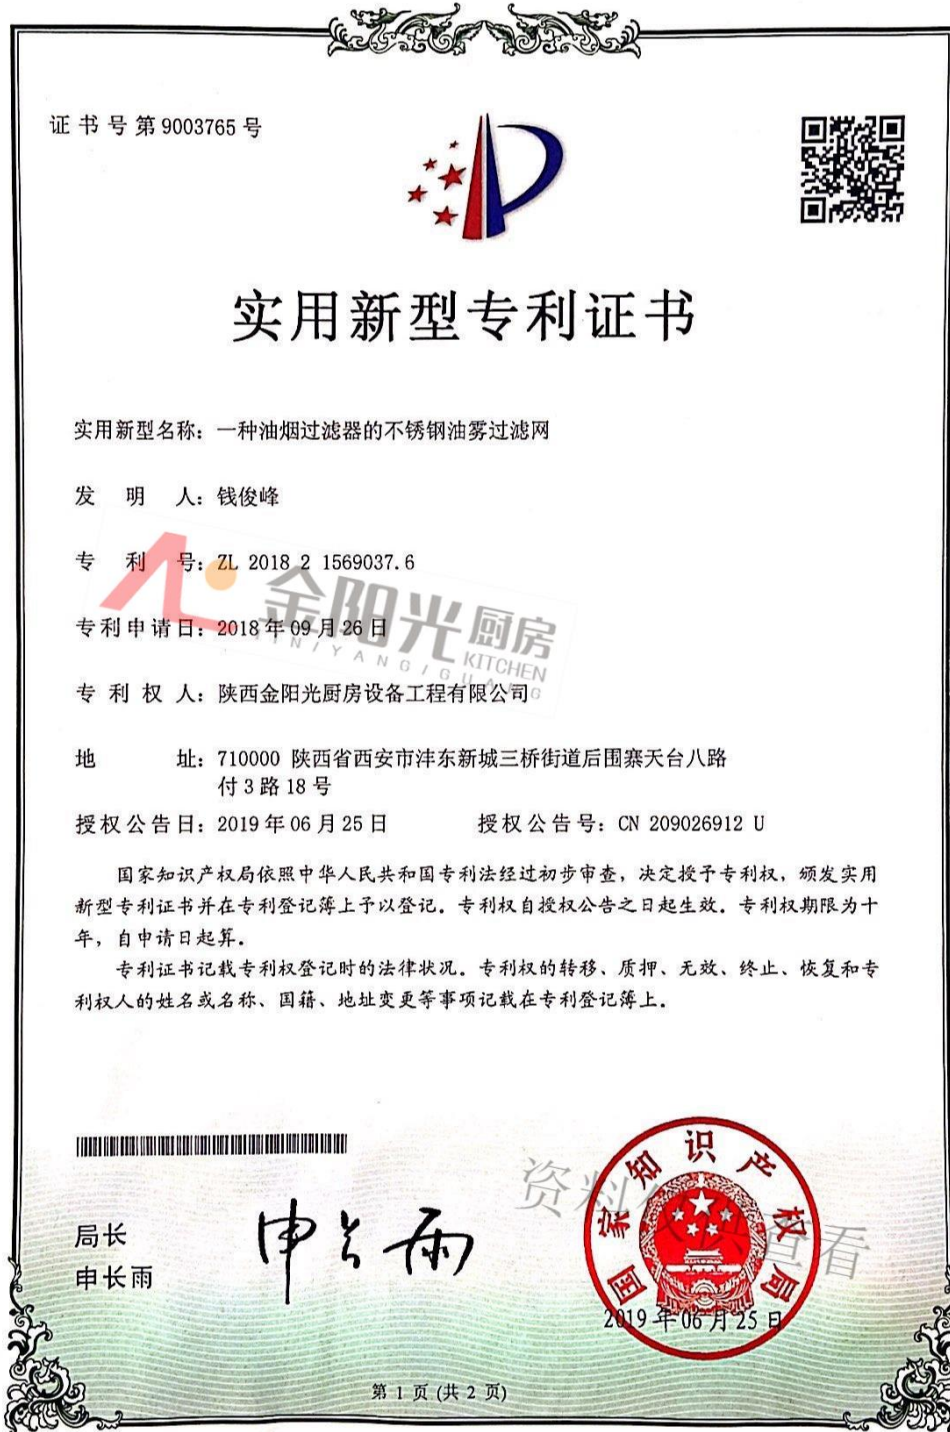 证书号第9003765号
实用新型专利证书
实用新型名称：一种油烟过滤器的不锈钢油雾过滤网
发明人：钱俊峰
专利号：ZL 2018 2 1569037.6
专利申请日：2018年09月26日
专利权人：陕西金阳光厨房设备工程有限公司
地址：710000 陕西省西安市沣东新城三桥街道后围寨天台八路
付3路18号
授权公告日：2019年06月25日 授权公告号：CN 209026912 U
国家知识产权局依照中华人民共和国专利法经过初步审查，决定授予专利权，颁发实用
新型专利证书并在专利登记簿上予以登记。专利权自授权公告之日起生效。专利权期限为十
年，自申请日起算。
专利证书记载专利权登记时的法律状况。专利权的转移、质押、无效、终止、恢复和专
利权人的姓名或名称、国籍、地址变更等事项记载在专利登记簿上。
金阳光厨房
JINIYANGIGUANG
KITCHEN
局长
申长雨
申长雨
国家知识产权局
2019年06月25日
第1页(共2页)